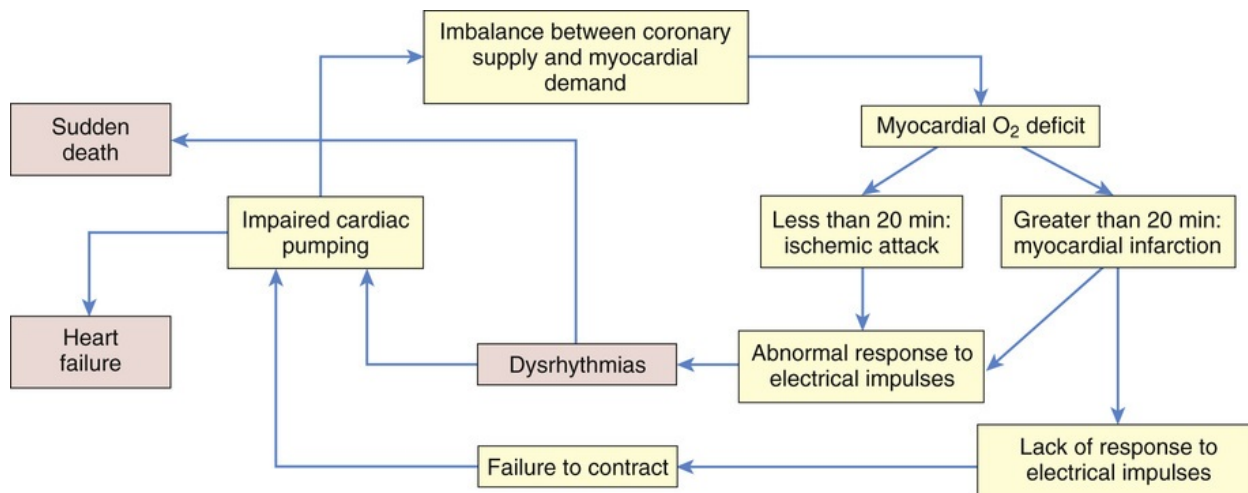 Imbalance between coronary
supply and myocardial
demand
Sudden
death
Myocardial O₂ deficit
Impaired cardiac
pumping
Less than 20 min:
ischemic attack
Greater than 20 min:
myocardial infarction
Heart
failure
Dysrhythmias
Abnormal response to
electrical impulses
Failure to contract
Lack of response to
electrical impulses